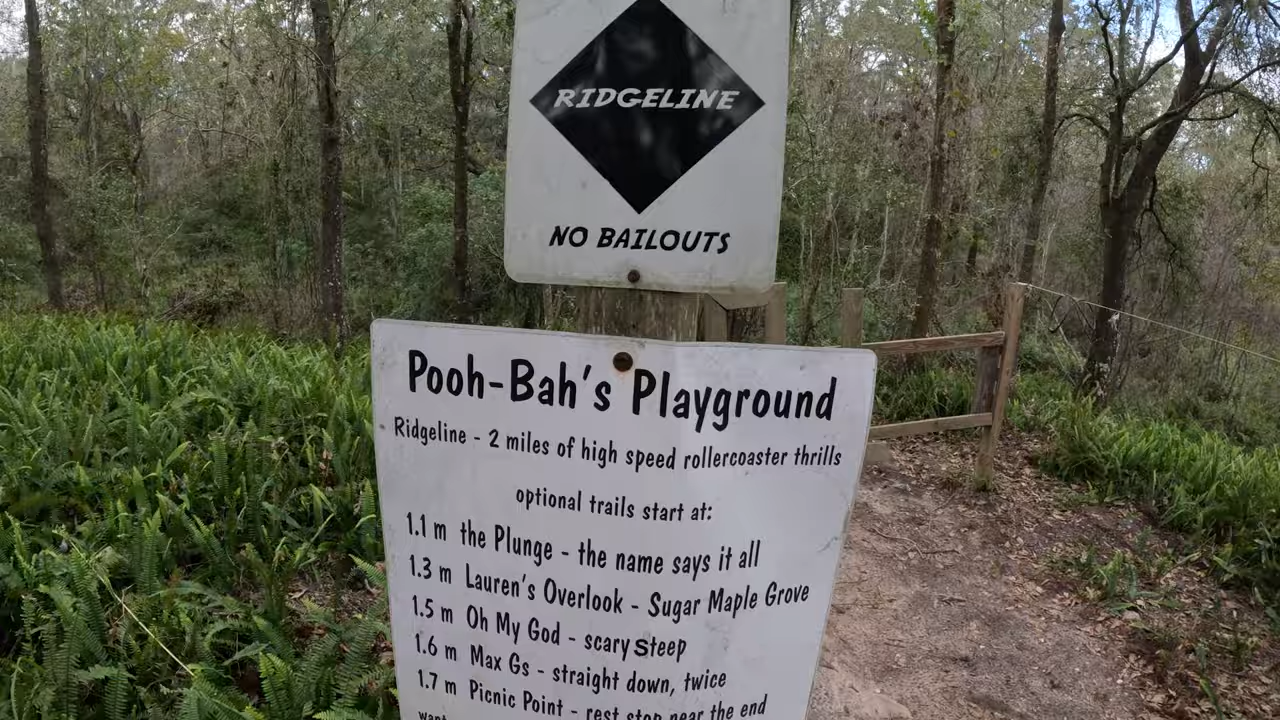 RIDGELINE
NO BAILOUTS
Pooh-Bah's Playground
Ridgeline - 2 miles of high speed rollercoaster thrills
optional trails start at:
1.1 m the Plunge - the name says it all
1.3 m Lauren's Overlook - Sugar Maple Grove
1.5 m Oh My God - scary steep
1.6 m Max Gs - straight down, twice
1.7 m Picnic Point - rest stop near the end